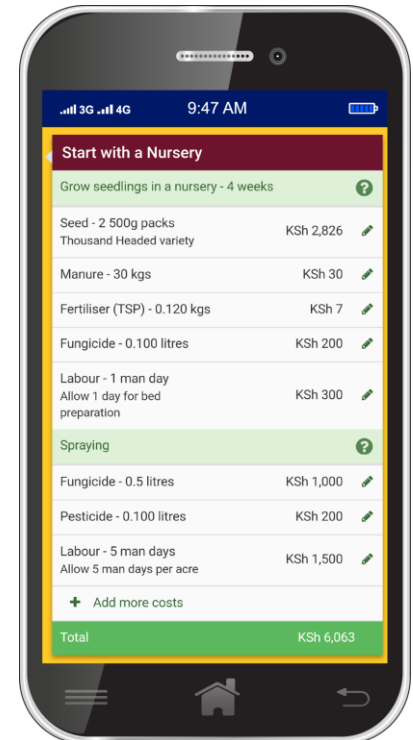 3G 4G 9:47 AM
Start with a Nursery
Grow seedlings in a nursery - 4 weeks ?
Seed - 2 500g packs KSh 2,826
Thousand Headed variety
Manure - 30 kgs KSh 30
Fertiliser (TSP) - 0.120 kgs KSh 7
Fungicide - 0.100 litres KSh 200
Labour - 1 man day KSh 300
Allow 1 day for bed
preparation
Spraying ?
Fungicide - 0.5 litres KSh 1,000
Pesticide - 0.100 litres KSh 200
Labour - 5 man days KSh 1,500
Allow 5 man days per acre
+ Add more costs
Total KSh 6,063